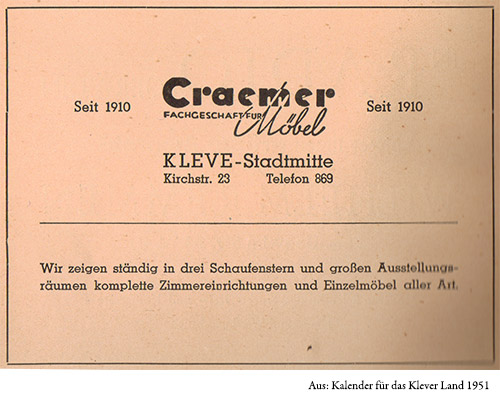 Seit 1910 Craemer Seit 1910
FACHGESCHÄFT FÜR Möbel
KLEVE-Stadtmitte
Kirchstr. 23 Telefon 869
Wir zeigen ständig in drei Schaufenstern und großen Ausstellungs-
räumen komplette Zimmereinrichtungen und Einzelmöbel aller Art.
Aus: Kalender für das Klever Land 1951